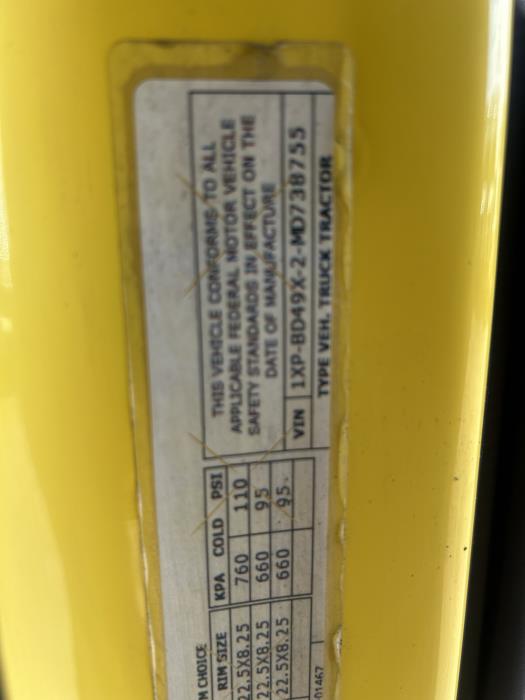 THIS VEHICLE CONFORMS TO ALL
APPLICABLE FEDERAL MOTOR VEHICLE
SAFETY STANDARDS IN EFFECT ON THE
DATE OF MANUFACTURE
VIN 1XP-BD49X-2-MD738755
TYPE VEH. TRUCK TRACTOR
M CHOICE
RIM SIZE KPA COLD PSI
22.5X8.25 760 110
22.5X8.25 660 95
22.5X8.25 660 95
01467